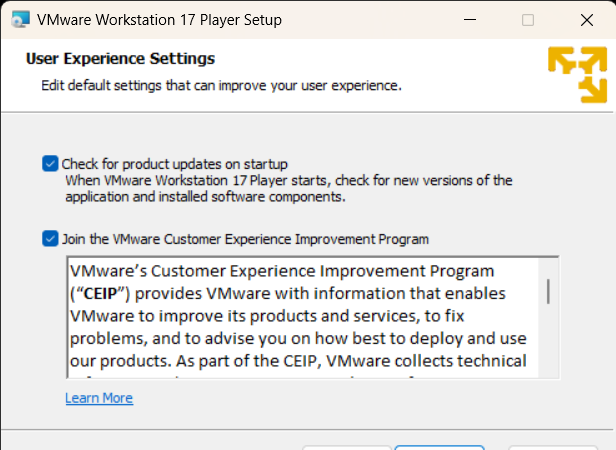 VMware Workstation 17 Player Setup
User Experience Settings
Edit default settings that can improve your user experience.
Check for product updates on startup
When VMware Workstation 17 Player starts, check for new versions of the
application and installed software components.
Join the VMware Customer Experience Improvement Program
VMware’s Customer Experience Improvement Program
(“CEIP”) provides VMware with information that enables
VMware to improve its products and services, to fix
problems, and to advise you on how best to deploy and use
our products. As part of the CEIP, VMware collects technical
Learn More